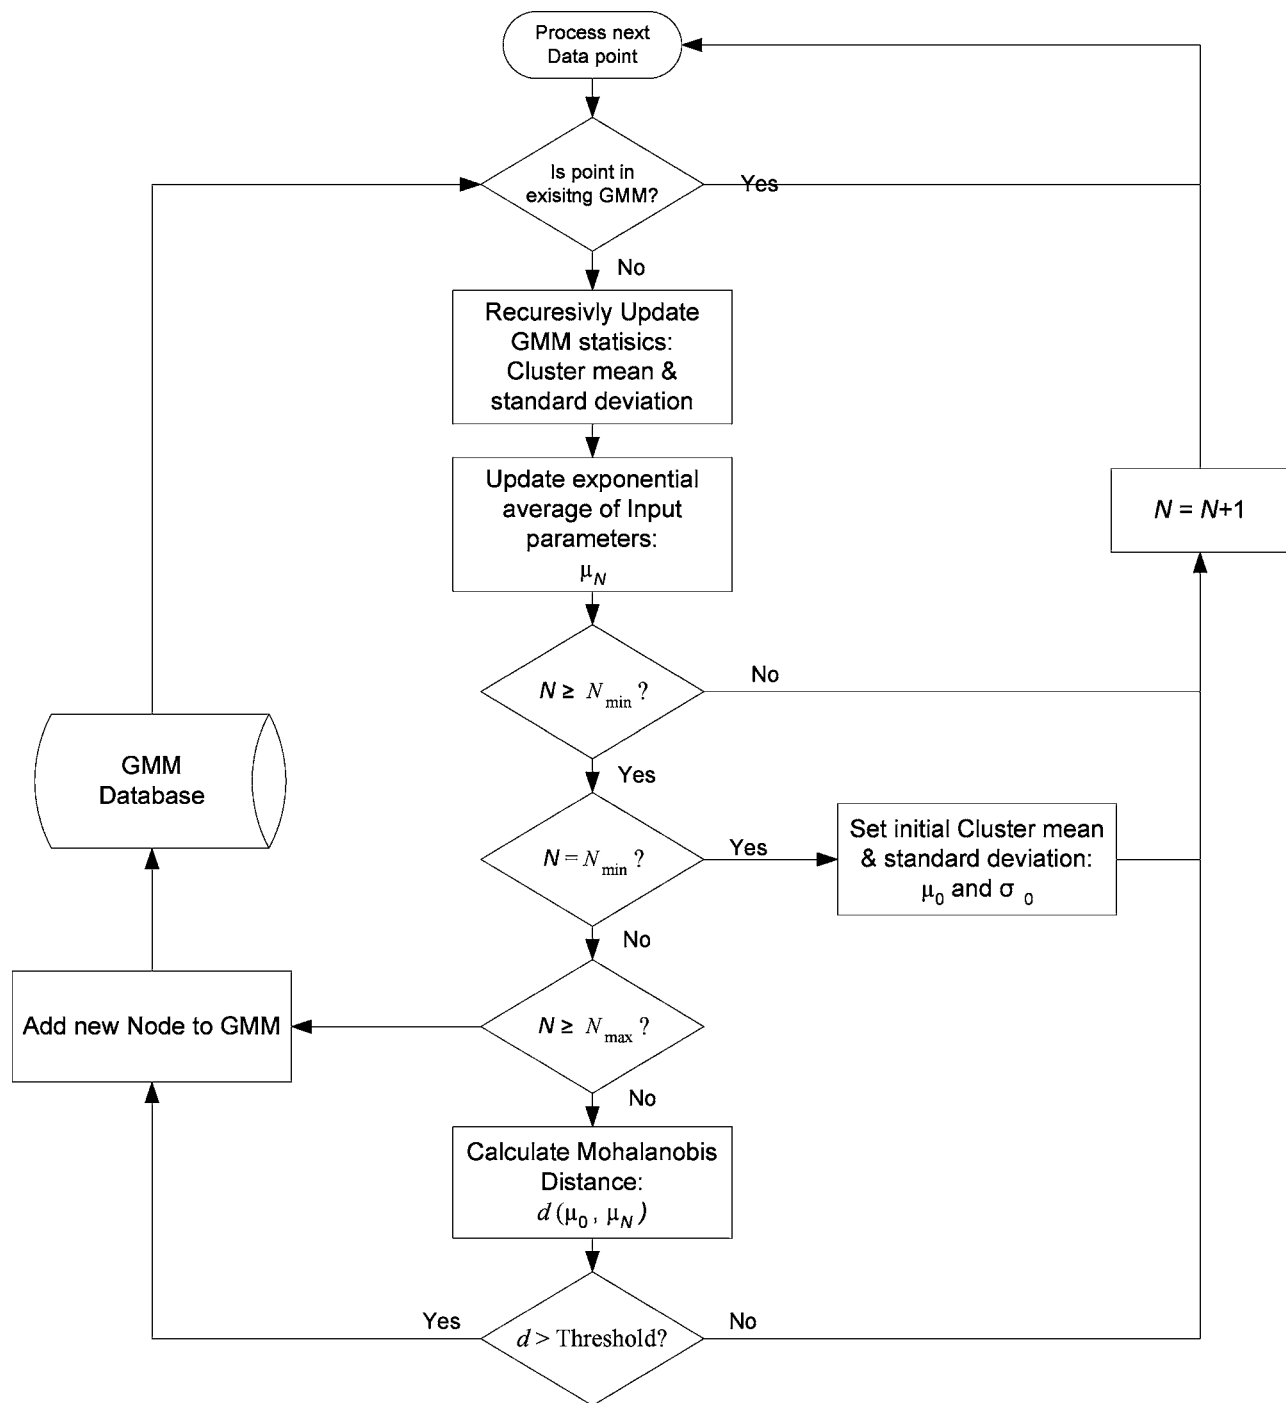 Process next
Data point
Is point in
exisitng GMM?
Yes
No
Recuresivly Update
GMM statisics:
Cluster mean &
standard deviation
Update exponential
average of Input
parameters:
μN
N = N+1
N ≥ Nmin ?
No
Yes
GMM
Database
N = Nmin ?
Yes
Set initial Cluster mean
& standard deviation:
μ0 and σ 0
No
N ≥ Nmax ?
Add new Node to GMM
No
Calculate Mohalanobis
Distance:
d (μ0 , μN )
d > Threshold?
Yes
No